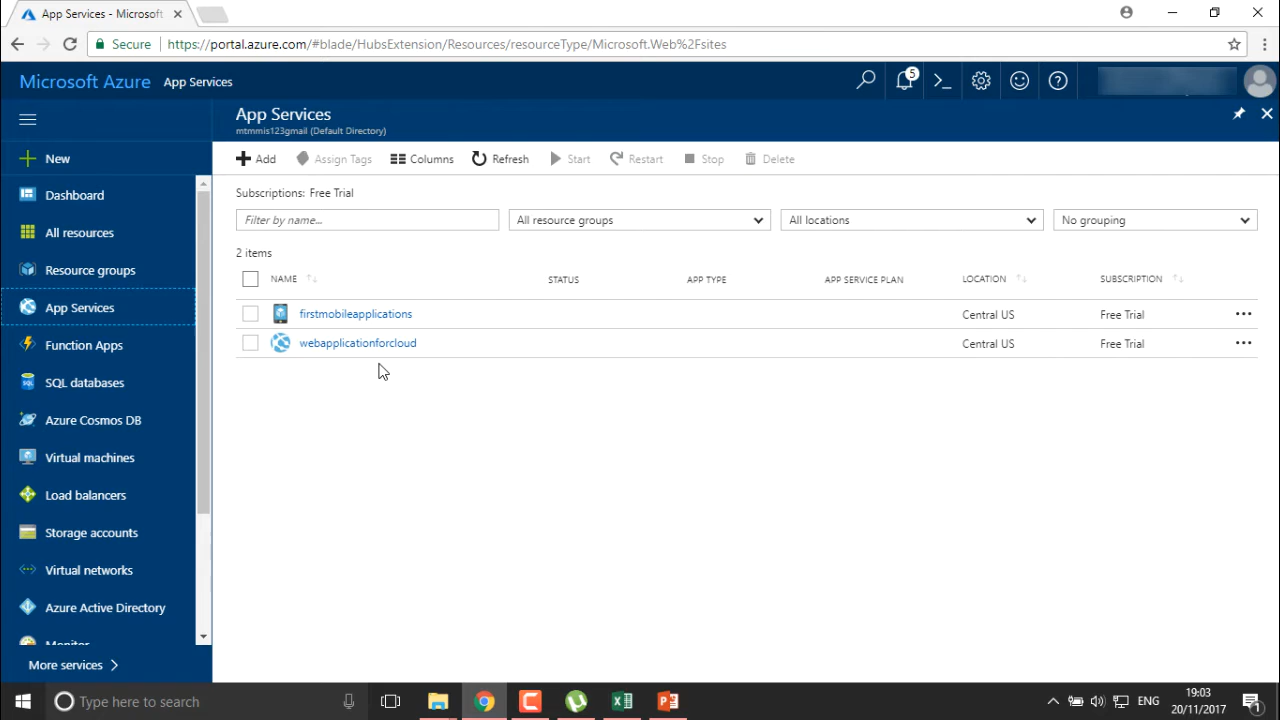 App Services - Microsoft
Secure
https://portal.azure.com/#blade/HubsExtension/Resources/resourceType/Microsoft.Web%2Fsites
Microsoft Azure App Services
5
App Services
mtmmis123gmail (Default Directory)
New
Dashboard
All resources
Resource groups
App Services
Function Apps
SQL databases
Azure Cosmos DB
Virtual machines
Load balancers
Storage accounts
Virtual networks
Azure Active Directory
Monitor
More services
Add Assign Tags Columns Refresh Start Restart Stop Delete
Subscriptions: Free Trial
Filter by name... All resource groups All locations No grouping
2 items
NAME STATUS APP TYPE APP SERVICE PLAN LOCATION SUBSCRIPTION
firstmobileapplications Central US Free Trial
webapplicationforcloud Central US Free Trial
Type here to search
ENG
19:03
20/11/2017
1